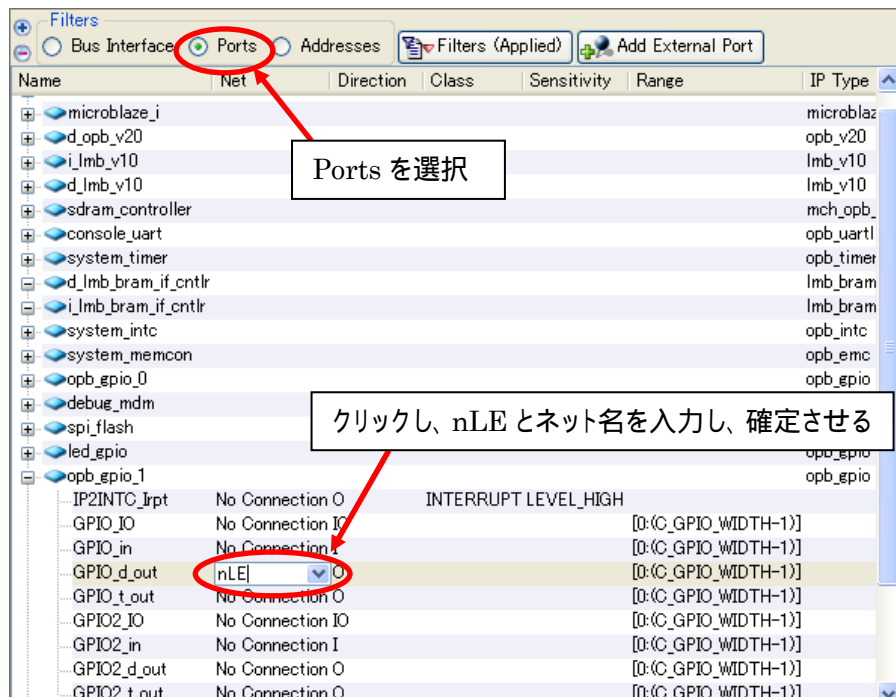 Filters
Bus Interface Ports Addresses Filters (Applied) Add External Port
Name Net Direction Class Sensitivity Range IP Type
microblaze_i microblaz
d_opb_v20 opb_v20
i_lmb_v10 lmb_v10
Ports を選択
d_lmb_v10 lmb_v10
sdram_controller mch_opb_
console_uart opb_uartl
system_timer opb_timer
d_lmb_bram_if_cntlr lmb_bram
i_lmb_bram_if_cntlr lmb_bram
system_intc opb_intc
system_memcon opb_emc
opb_gpio_0 opb_gpio
debug_mdm
クリックし、nLE とネット名を入力し、確定させる
spi_flash
led_gpio opb_gpio
opb_gpio_1 opb_gpio
IP2INTC_Irpt No Connection O INTERRUPT LEVEL_HIGH
GPIO_IO No Connection IO [0:(C_GPIO_WIDTH-1)]
GPIO_in No Connection I [0:(C_GPIO_WIDTH-1)]
GPIO_d_out nLE O [0:(C_GPIO_WIDTH-1)]
GPIO_t_out No Connection O [0:(C_GPIO_WIDTH-1)]
GPIO2_IO No Connection IO [0:(C_GPIO_WIDTH-1)]
GPIO2_in No Connection I [0:(C_GPIO_WIDTH-1)]
GPIO2_d_out No Connection O [0:(C_GPIO_WIDTH-1)]
GPIO2_t_out No Connection O [0:(C_GPIO_WIDTH-1)]